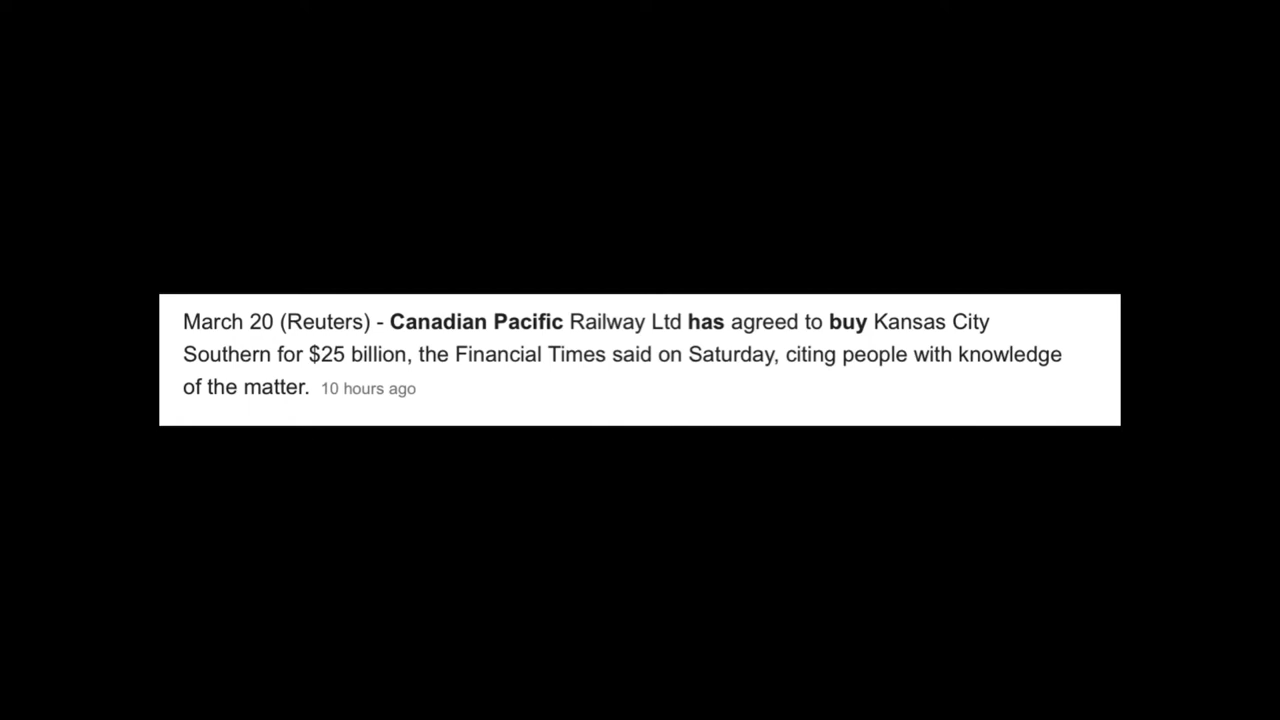 March 20 (Reuters) - Canadian Pacific Railway Ltd has agreed to buy Kansas City
Southern for $25 billion, the Financial Times said on Saturday, citing people with knowledge
of the matter. 10 hours ago